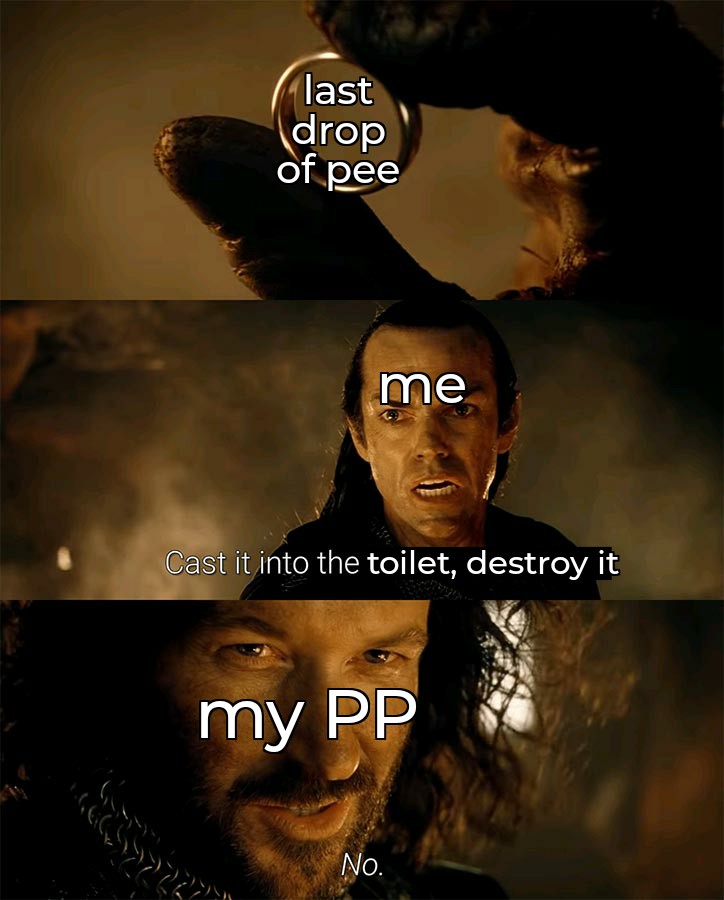 last
drop
of pee
me
Cast it into the toilet, destroy it
my PP
No.